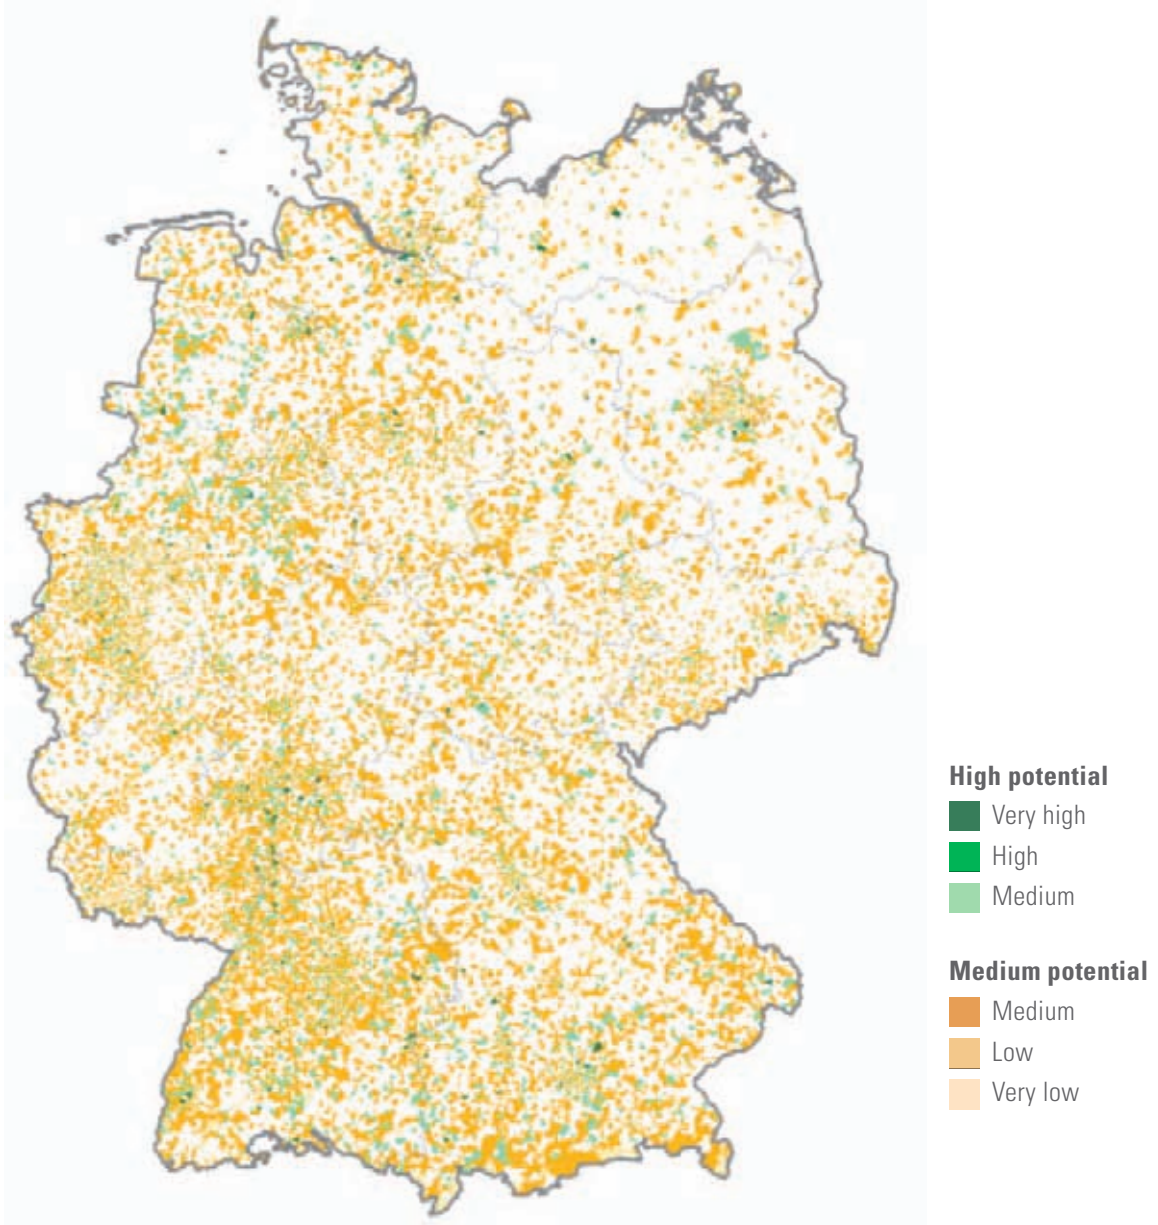 High potential
Very high
High
Medium
Medium potential
Medium
Low
Very low